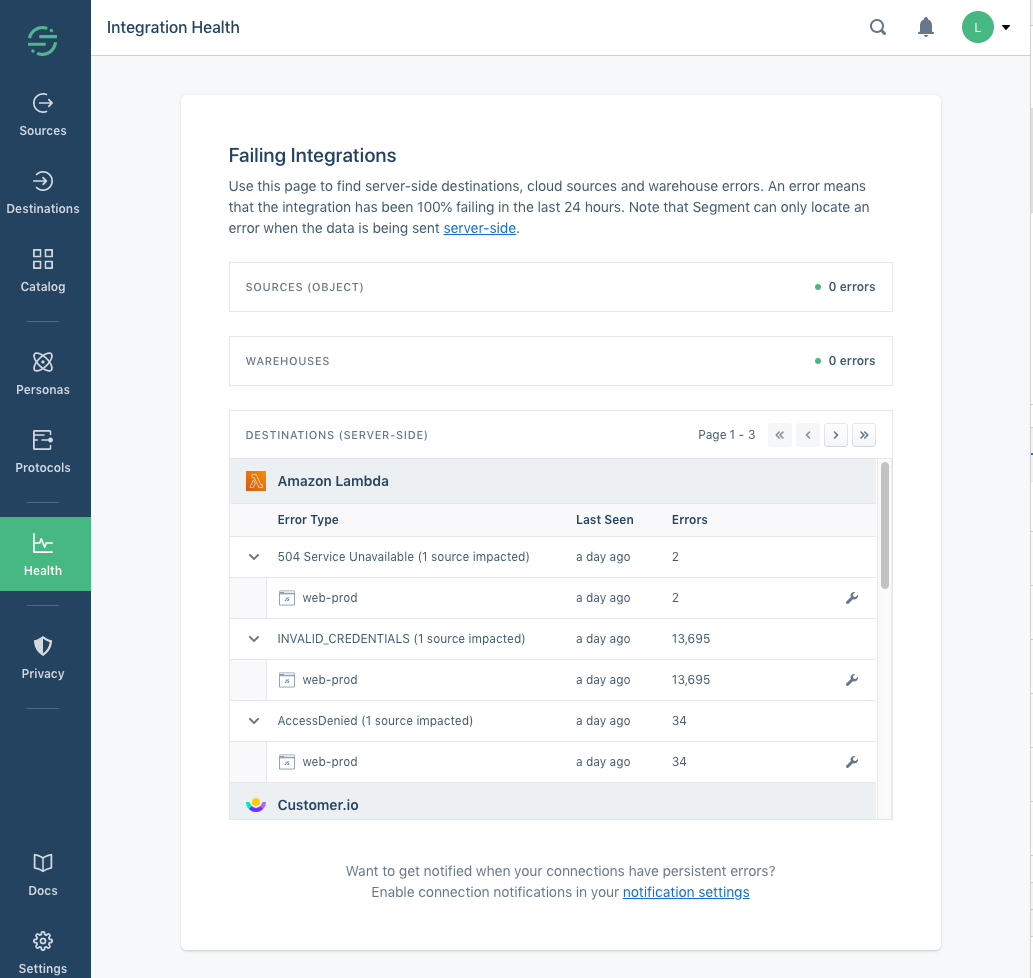 Integration Health
L
Sources
Destinations
Catalog
Personas
Protocols
Health
Privacy
Docs
Settings
Failing Integrations
Use this page to find server-side destinations, cloud sources and warehouse errors. An error means
that the integration has been 100% failing in the last 24 hours. Note that Segment can only locate an
error when the data is being sent server-side.
SOURCES (OBJECT) 0 errors
WAREHOUSES 0 errors
DESTINATIONS (SERVER-SIDE) Page 1 - 3 « ‹ › »
Amazon Lambda
Error Type Last Seen Errors
504 Service Unavailable (1 source impacted) a day ago 2
JS web-prod a day ago 2
INVALID_CREDENTIALS (1 source impacted) a day ago 13,695
JS web-prod a day ago 13,695
AccessDenied (1 source impacted) a day ago 34
JS web-prod a day ago 34
Customer.io
Want to get notified when your connections have persistent errors?
Enable connection notifications in your notification settings